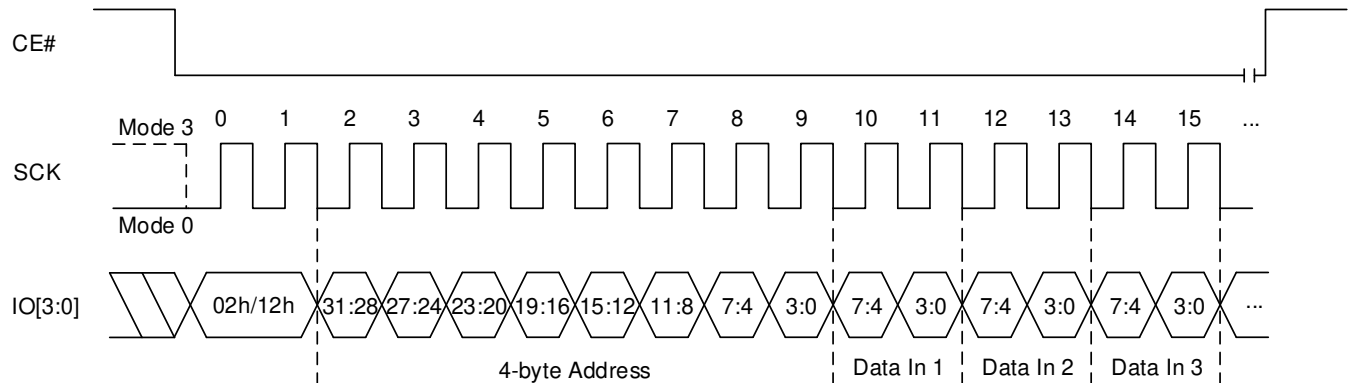 CE#
Mode 3 0 1 2 3 4 5 6 7 8 9 10 11 12 13 14 15 ...
SCK
Mode 0
IO[3:0] 02h/12h 31:28 27:24 23:20 19:16 15:12 11:8 7:4 3:0 7:4 3:0 7:4 3:0 7:4 3:0 ...
4-byte Address Data In 1 Data In 2 Data In 3